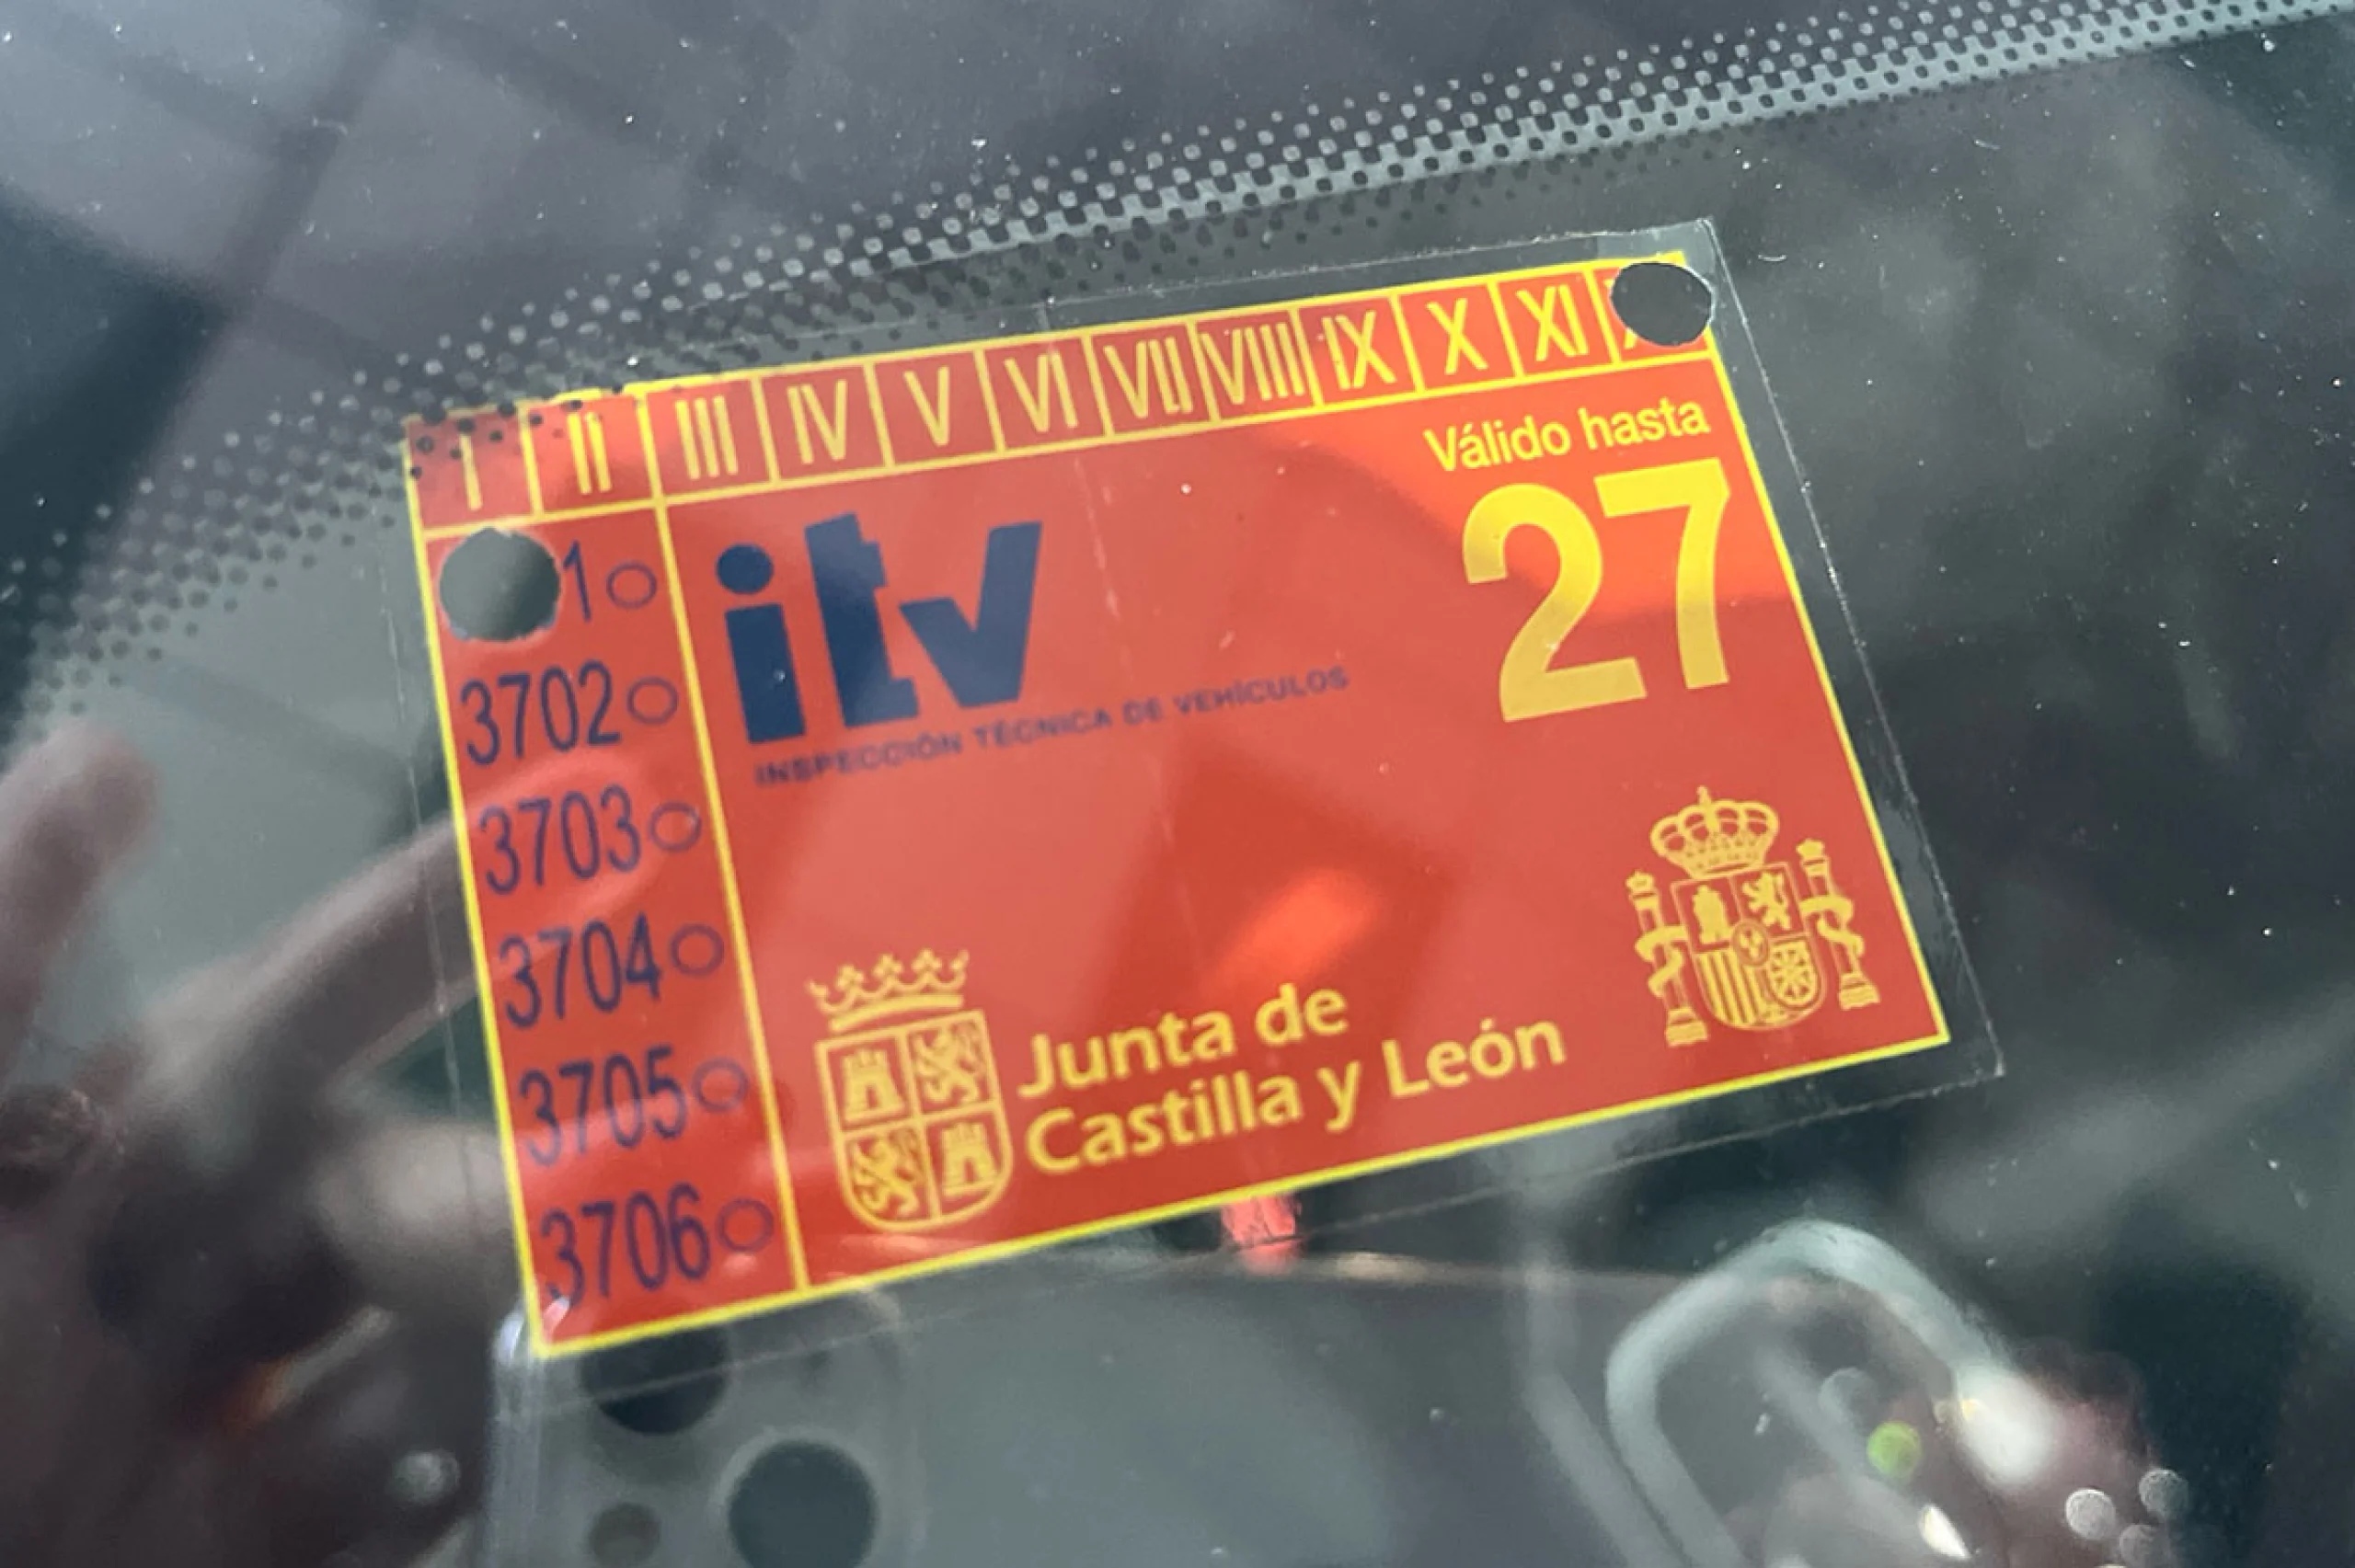 I II III IV V VI VII VIII IX X XI
Válido hasta
27
itv
INSPECCIÓN TÉCNICA DE VEHÍCULOS
1
3702
3703
3704
3705
3706
Junta de
Castilla y León